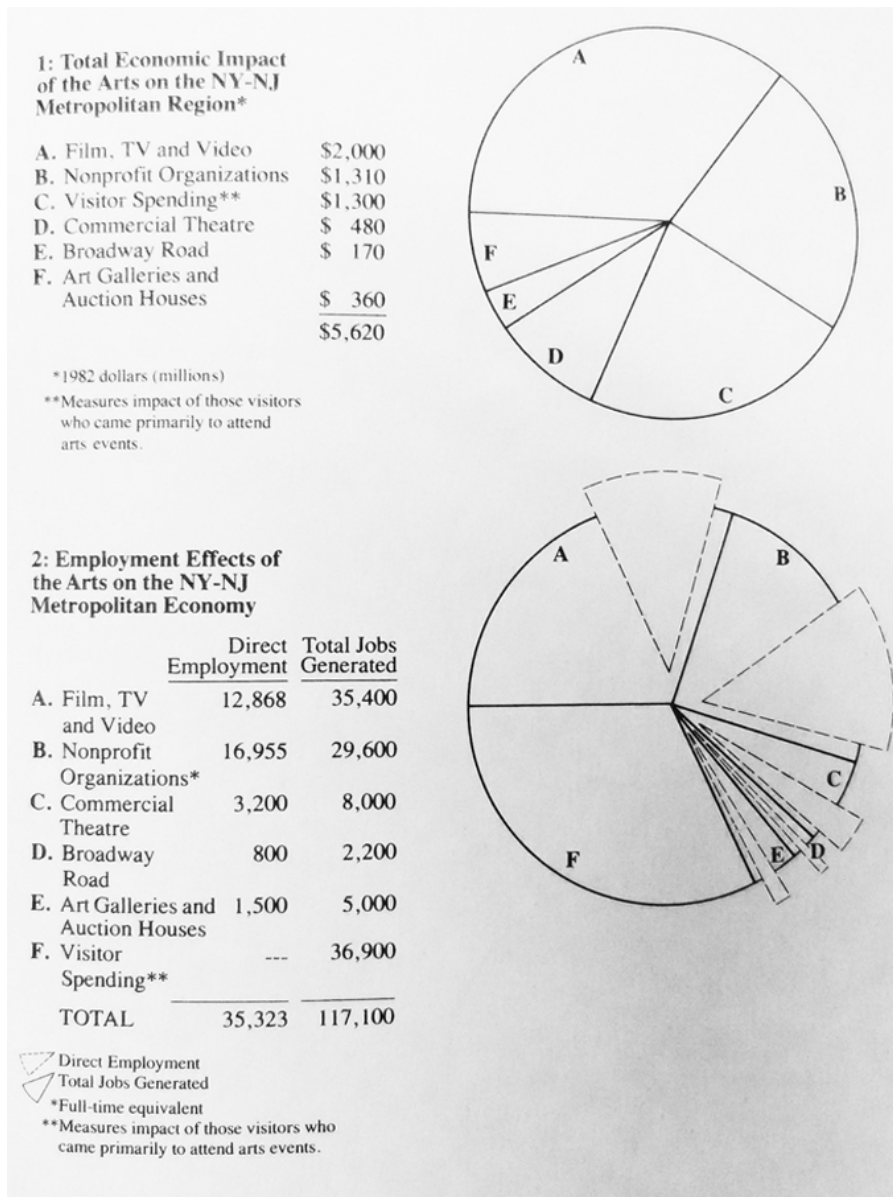 1: Total Economic Impact
of the Arts on the NY-NJ
Metropolitan Region*
A. Film, TV and Video $2,000
B. Nonprofit Organizations $1,310
C. Visitor Spending** $1,300
D. Commercial Theatre $ 480
E. Broadway Road $ 170
F. Art Galleries and
Auction Houses $ 360
$5,620
*1982 dollars (millions)
**Measures impact of those visitors
who came primarily to attend
arts events.
A
B
F
E
D
C
2: Employment Effects of
the Arts on the NY-NJ
Metropolitan Economy
Direct Total Jobs
Employment Generated
A. Film, TV 12,868 35,400
and Video
B. Nonprofit 16,955 29,600
Organizations*
C. Commercial 3,200 8,000
Theatre
D. Broadway 800 2,200
Road
E. Art Galleries and 1,500 5,000
Auction Houses
F. Visitor --- 36,900
Spending**
TOTAL 35,323 117,100
Direct Employment
Total Jobs Generated
*Full-time equivalent
**Measures impact of those visitors who
came primarily to attend arts events.
A
B
C
F
E
D